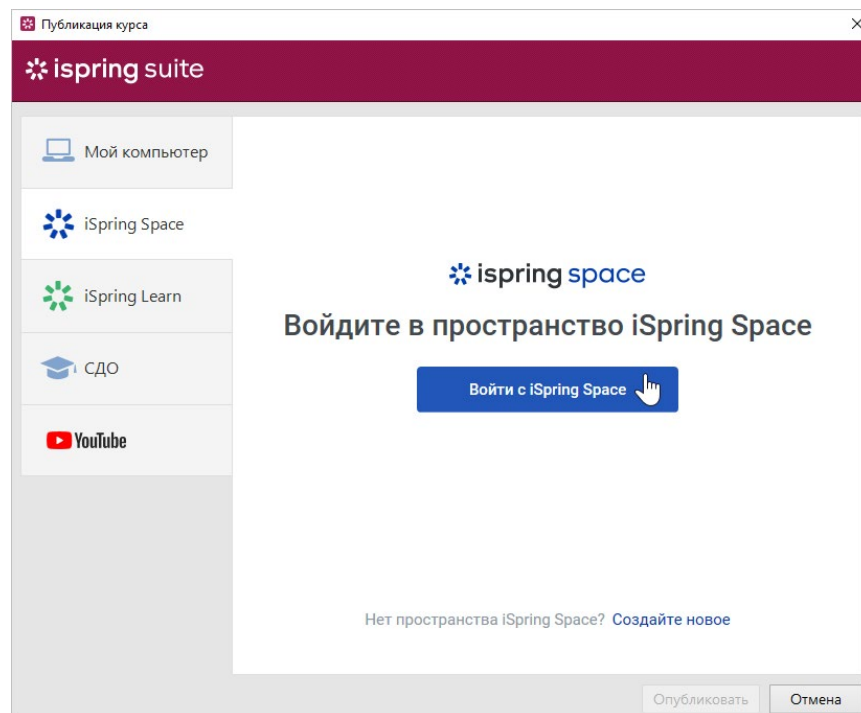 Публикация курса
ispring suite
Мой компьютер
iSpring Space
iSpring Learn
СДО
YouTube
ispring space
Войдите в пространство iSpring Space
Войти с iSpring Space
Нет пространства iSpring Space? Создайте новое
Опубликовать Отмена